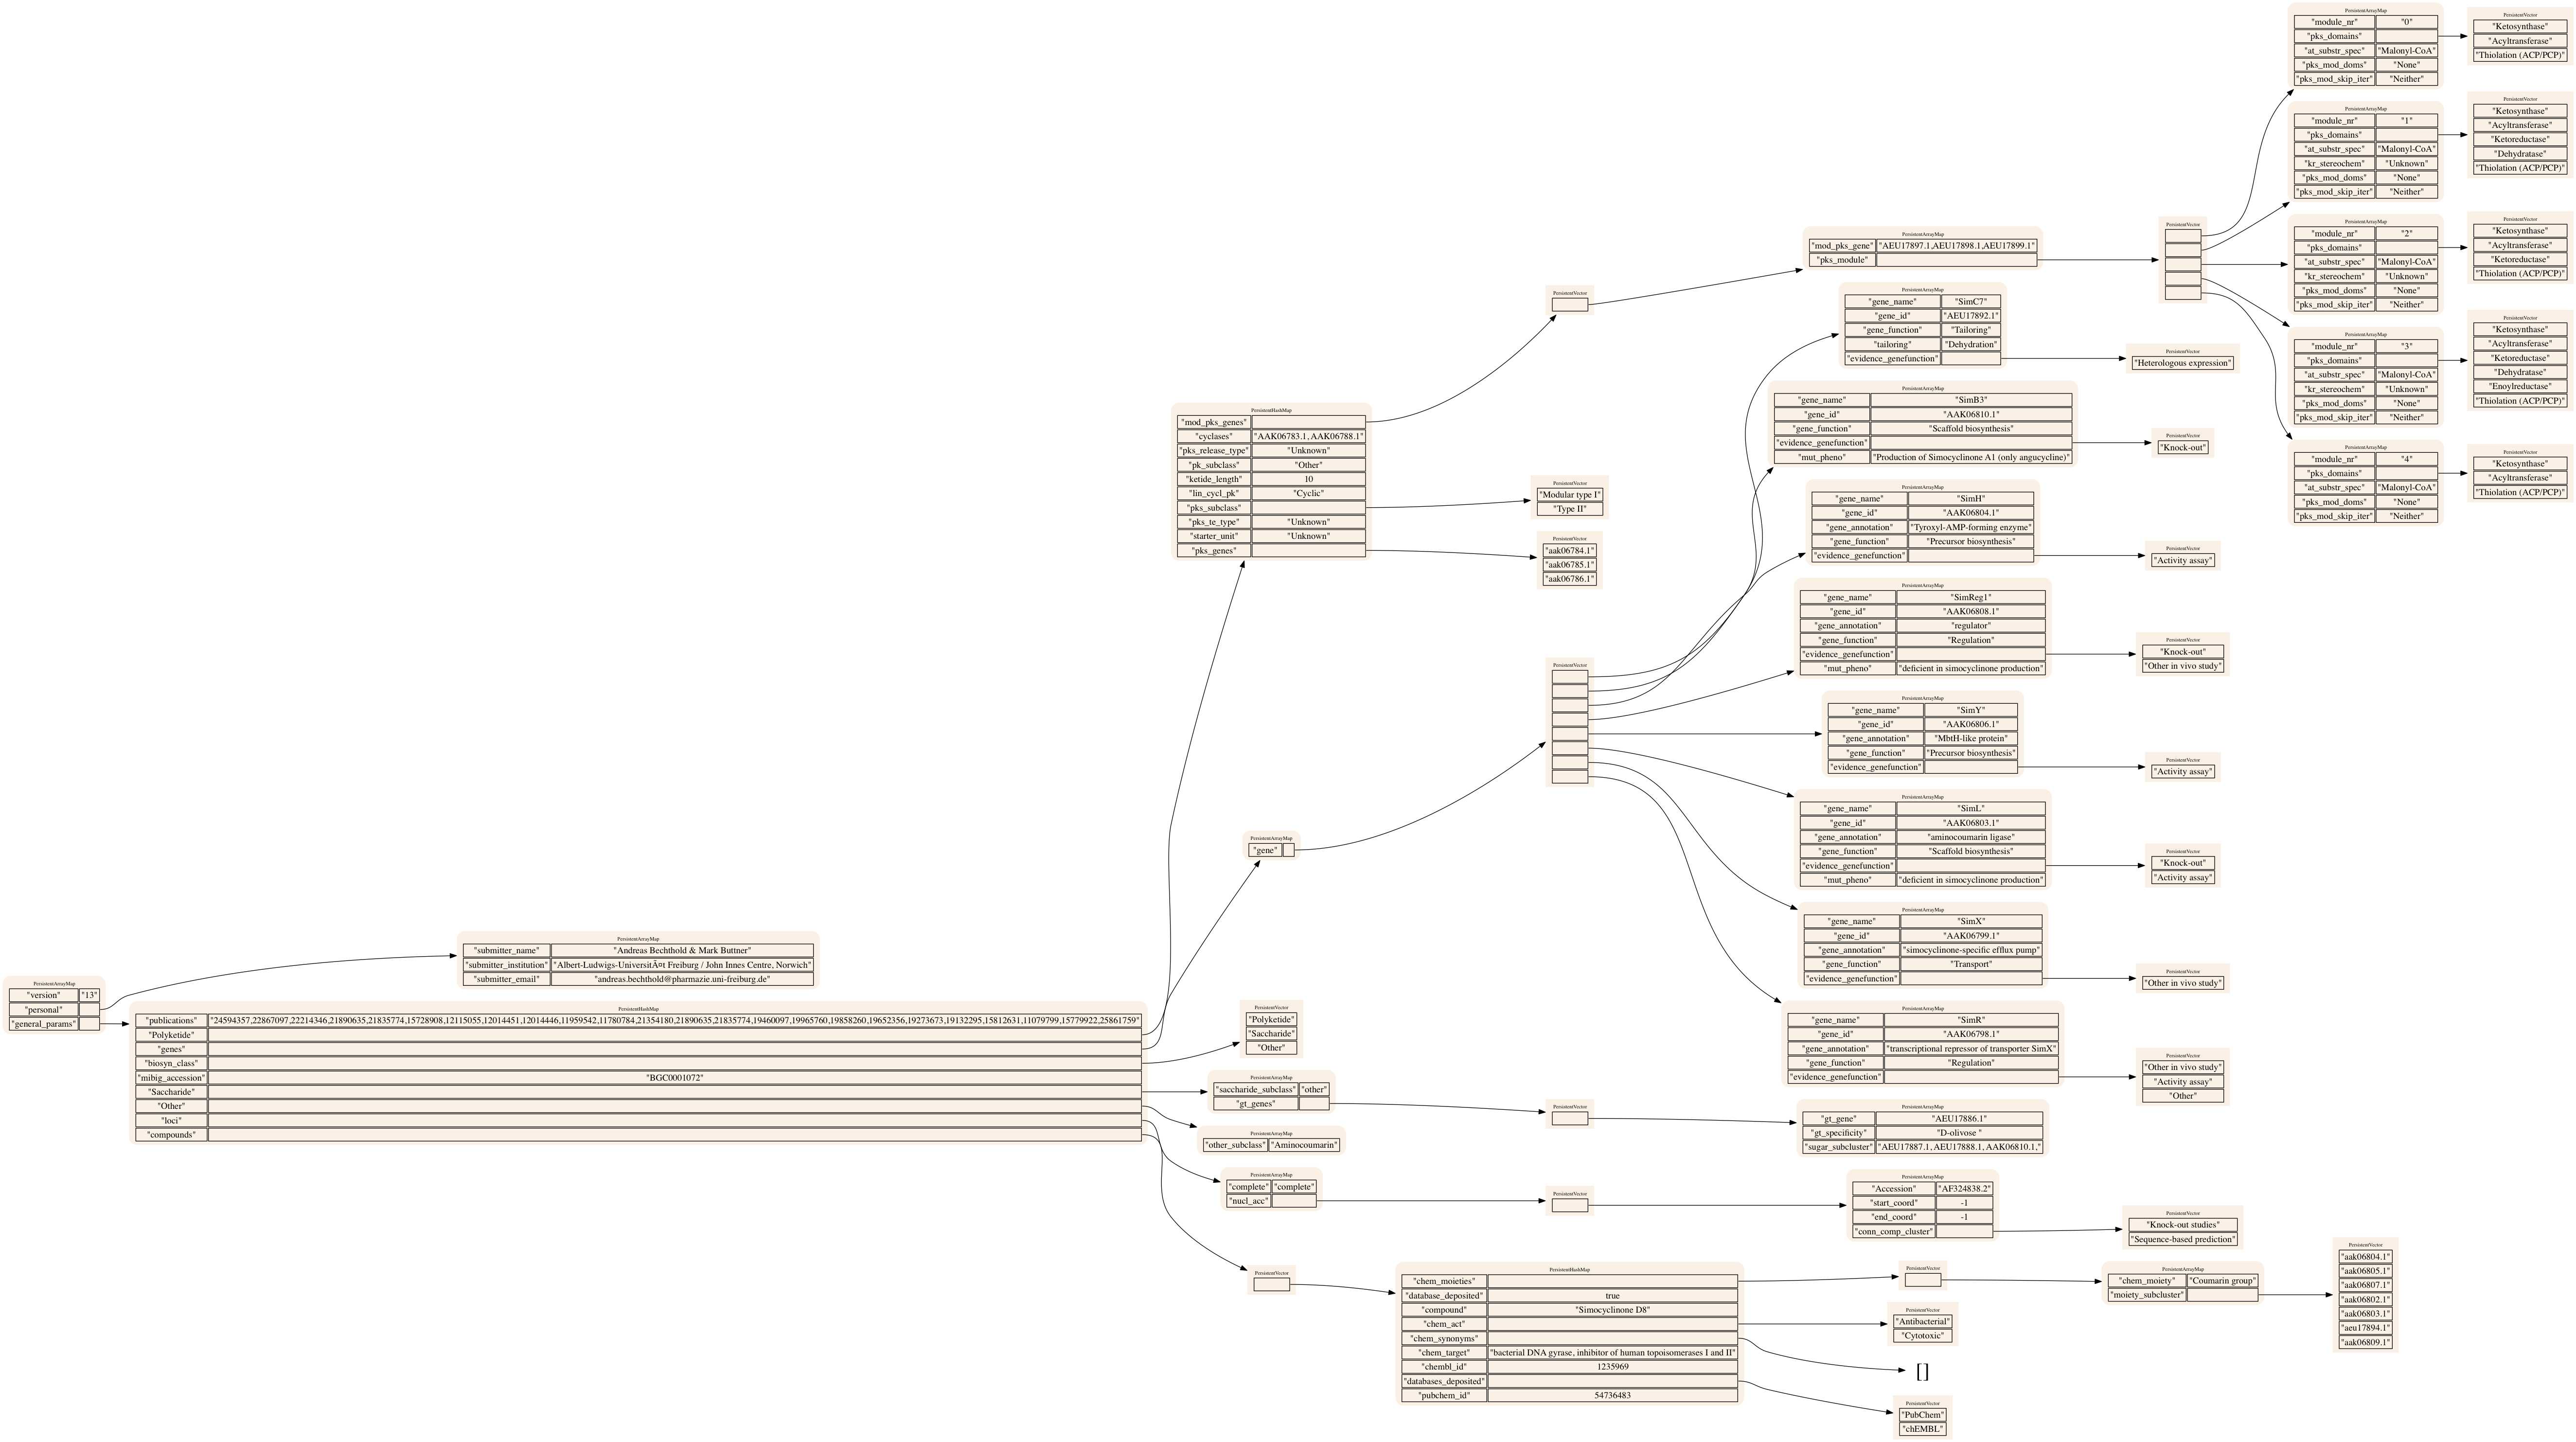 PersistentArrayMap
"version" "13"
"personal"
"general_params"
PersistentArrayMap
"submitter_name" "Andreas Bechthold & Mark Buttner"
"submitter_institution" "Albert-Ludwigs-UniversitÃ¤t Freiburg / John Innes Centre, Norwich"
"submitter_email" "andreas.bechthold@pharmazie.uni-freiburg.de"
PersistentHashMap
"publications" "24594357,22867097,22214346,21890635,21835774,15728908,12115055,12014451,12014446,11959542,11780784,21354180,21890635,21835774,19460097,19965760,19858260,19652356,19273673,19132295,15812631,11079799,15779922,25861759"
"Polyketide"
"genes"
"biosyn_class"
"mibig_accession" "BGC0001072"
"Saccharide"
"Other"
"loci"
"compounds"
PersistentHashMap
"mod_pks_genes"
"cyclases" "AAK06783.1, AAK06788.1"
"pks_release_type" "Unknown"
"pk_subclass" "Other"
"ketide_length" 10
"lin_cycl_pk" "Cyclic"
"pks_subclass"
"pks_te_type" "Unknown"
"starter_unit" "Unknown"
"pks_genes"
PersistentVector
PersistentArrayMap
"mod_pks_gene" "AEU17897.1,AEU17898.1,AEU17899.1"
"pks_module"
PersistentVector
PersistentArrayMap
"module_nr" "0"
"pks_domains"
"at_substr_spec" "Malonyl-CoA"
"pks_mod_doms" "None"
"pks_mod_skip_iter" "Neither"
PersistentVector
"Ketosynthase"
"Acyltransferase"
"Thiolation (ACP/PCP)"
PersistentArrayMap
"module_nr" "1"
"pks_domains"
"at_substr_spec" "Malonyl-CoA"
"kr_stereochem" "Unknown"
"pks_mod_doms" "None"
"pks_mod_skip_iter" "Neither"
PersistentVector
"Ketosynthase"
"Acyltransferase"
"Ketoreductase"
"Dehydratase"
"Thiolation (ACP/PCP)"
PersistentArrayMap
"module_nr" "2"
"pks_domains"
"at_substr_spec" "Malonyl-CoA"
"kr_stereochem" "Unknown"
"pks_mod_doms" "None"
"pks_mod_skip_iter" "Neither"
PersistentVector
"Ketosynthase"
"Acyltransferase"
"Ketoreductase"
"Thiolation (ACP/PCP)"
PersistentArrayMap
"module_nr" "3"
"pks_domains"
"at_substr_spec" "Malonyl-CoA"
"kr_stereochem" "Unknown"
"pks_mod_doms" "None"
"pks_mod_skip_iter" "Neither"
PersistentVector
"Ketosynthase"
"Acyltransferase"
"Ketoreductase"
"Dehydratase"
"Enoylreductase"
"Thiolation (ACP/PCP)"
PersistentArrayMap
"module_nr" "4"
"pks_domains"
"at_substr_spec" "Malonyl-CoA"
"pks_mod_doms" "None"
"pks_mod_skip_iter" "Neither"
PersistentVector
"Ketosynthase"
"Acyltransferase"
"Thiolation (ACP/PCP)"
PersistentVector
"Modular type I"
"Type II"
PersistentVector
"aak06784.1"
"aak06785.1"
"aak06786.1"
PersistentArrayMap
"gene"
PersistentVector
PersistentArrayMap
"gene_name" "SimC7"
"gene_id" "AEU17892.1"
"gene_function" "Tailoring"
"tailoring" "Dehydration"
"evidence_genefunction"
PersistentVector
"Heterologous expression"
PersistentArrayMap
"gene_name" "SimB3"
"gene_id" "AAK06810.1"
"gene_function" "Scaffold biosynthesis"
"evidence_genefunction"
"mut_pheno" "Production of Simocyclinone A1 (only angucycline)"
PersistentVector
"Knock-out"
PersistentArrayMap
"gene_name" "SimH"
"gene_id" "AAK06804.1"
"gene_annotation" "Tyroxyl-AMP-forming enzyme"
"gene_function" "Precursor biosynthesis"
"evidence_genefunction"
PersistentVector
"Activity assay"
PersistentArrayMap
"gene_name" "SimReg1"
"gene_id" "AAK06808.1"
"gene_annotation" "regulator"
"gene_function" "Regulation"
"evidence_genefunction"
"mut_pheno" "deficient in simocyclinone production"
PersistentVector
"Knock-out"
"Other in vivo study"
PersistentArrayMap
"gene_name" "SimY"
"gene_id" "AAK06806.1"
"gene_annotation" "MbtH-like protein"
"gene_function" "Precursor biosynthesis"
"evidence_genefunction"
PersistentVector
"Activity assay"
PersistentArrayMap
"gene_name" "SimL"
"gene_id" "AAK06803.1"
"gene_annotation" "aminocoumarin ligase"
"gene_function" "Scaffold biosynthesis"
"evidence_genefunction"
"mut_pheno" "deficient in simocyclinone production"
PersistentVector
"Knock-out"
"Activity assay"
PersistentArrayMap
"gene_name" "SimX"
"gene_id" "AAK06799.1"
"gene_annotation" "simocyclinone-specific efflux pump"
"gene_function" "Transport"
"evidence_genefunction"
PersistentVector
"Other in vivo study"
PersistentArrayMap
"gene_name" "SimR"
"gene_id" "AAK06798.1"
"gene_annotation" "transcriptional repressor of transporter SimX"
"gene_function" "Regulation"
"evidence_genefunction"
PersistentVector
"Other in vivo study"
"Activity assay"
"Other"
PersistentVector
"Polyketide"
"Saccharide"
"Other"
PersistentArrayMap
"saccharide_subclass" "other"
"gt_genes"
PersistentVector
PersistentArrayMap
"gt_gene" "AEU17886.1"
"gt_specificity" "D-olivose "
"sugar_subcluster" "AEU17887.1, AEU17888.1, AAK06810.1,"
PersistentArrayMap
"other_subclass" "Aminocoumarin"
PersistentArrayMap
"complete" "complete"
"nucl_acc"
PersistentVector
PersistentArrayMap
"Accession" "AF324838.2"
"start_coord" -1
"end_coord" -1
"conn_comp_cluster"
PersistentVector
"Knock-out studies"
"Sequence-based prediction"
PersistentVector
PersistentHashMap
"chem_moieties"
"database_deposited" true
"compound" "Simocyclinone D8"
"chem_act"
"chem_synonyms"
"chem_target" "bacterial DNA gyrase, inhibitor of human topoisomerases I and II"
"chembl_id" 1235969
"databases_deposited"
"pubchem_id" 54736483
PersistentVector
PersistentArrayMap
"chem_moiety" "Coumarin group"
"moiety_subcluster"
PersistentVector
"aak06804.1"
"aak06805.1"
"aak06807.1"
"aak06802.1"
"aak06803.1"
"aeu17894.1"
"aak06809.1"
PersistentVector
"Antibacterial"
"Cytotoxic"
[]
PersistentVector
"PubChem"
"chEMBL"